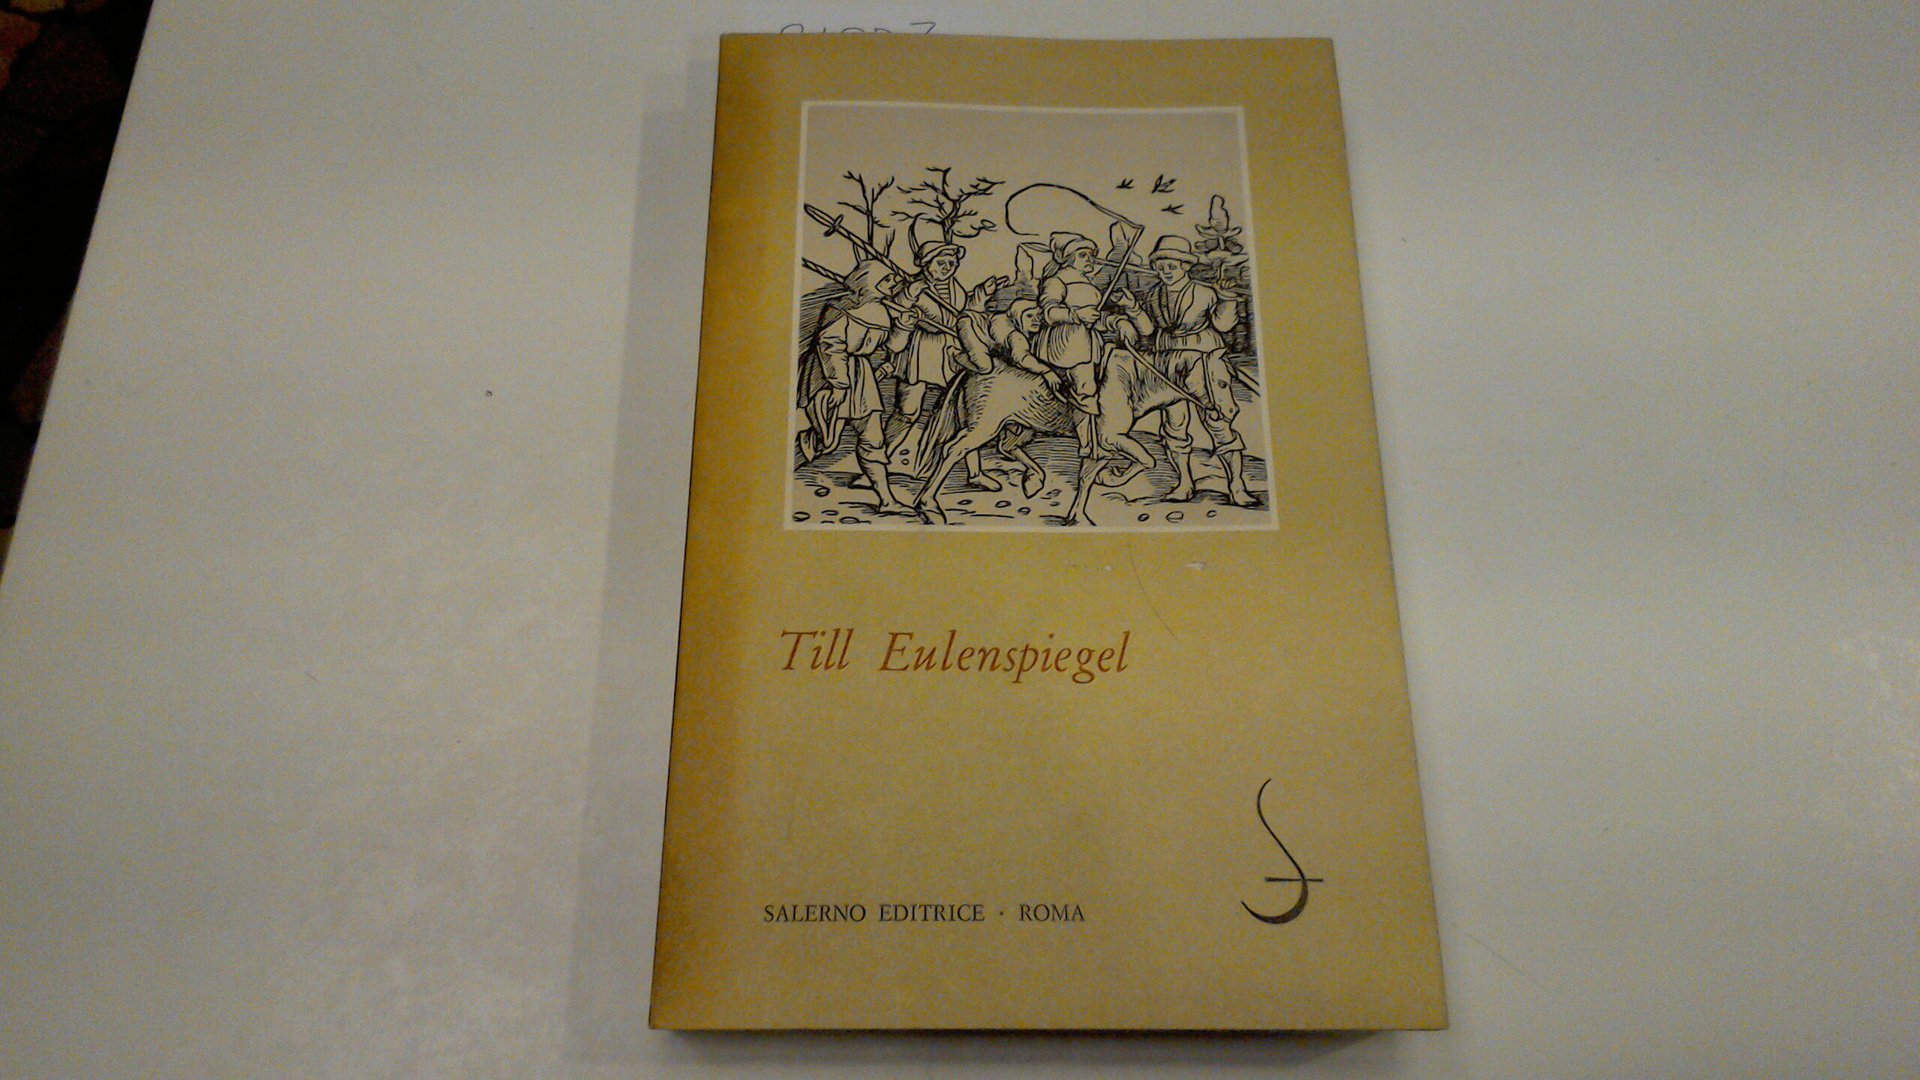 Till Eulenspiegel
SALERNO EDITRICE · ROMA